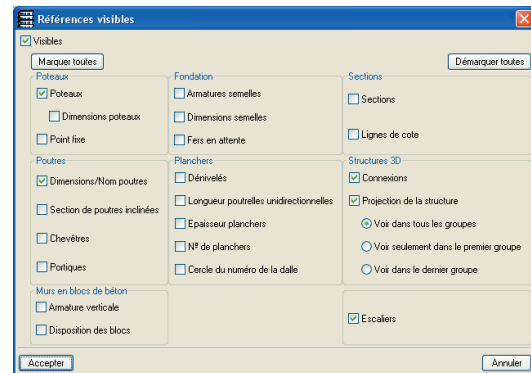 Références visibles
Visibles
Marquer toutes
Démarquer toutes
Poteaux
Poteaux
Dimensions poteaux
Point fixe
Fondation
Armatures semelles
Dimensions semelles
Fers en attente
Sections
Sections
Lignes de cote
Poutres
Dimensions/Nom poutres
Section de poutres inclinées
Chevêtres
Portiques
Planchers
Dénivelés
Longueur poutrelles unidirectionnelles
Epaisseur planchers
Nº de planchers
Cercle du numéro de la dalle
Structures 3D
Connexions
Projection de la structure
Voir dans tous les groupes
Voir seulement dans le premier groupe
Voir dans le dernier groupe
Murs en blocs de béton
Armature verticale
Disposition des blocs
Escaliers
Accepter
Annuler